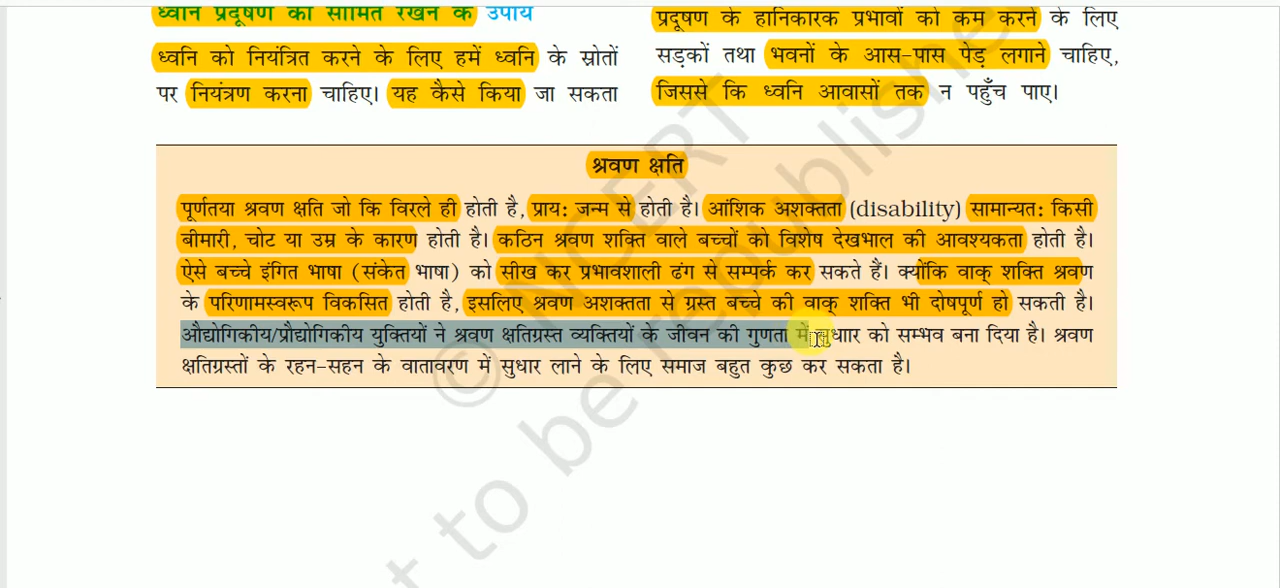 ध्वनि प्रदूषण को सीमित रखने के उपाय
ध्वनि को नियंत्रित करने के लिए हमें ध्वनि के स्रोतों
पर नियंत्रण करना चाहिए। यह कैसे किया जा सकता
प्रदूषण के हानिकारक प्रभावों को कम करने के लिए
सड़कों तथा भवनों के आस-पास पेड़ लगाने चाहिए,
जिससे कि ध्वनि आवासों तक न पहुँच पाए।
श्रवण क्षति
पूर्णतया श्रवण क्षति जो कि विरले ही होती है, प्राय: जन्म से होती है। आंशिक अशक्तता (disability) सामान्यत: किसी
बीमारी, चोट या उम्र के कारण होती है। कठिन श्रवण शक्ति वाले बच्चों को विशेष देखभाल की आवश्यकता होती है।
ऐसे बच्चे इंगित भाषा (संकेत भाषा) को सीख कर प्रभावशाली ढंग से सम्पर्क कर सकते हैं। क्योंकि वाक् शक्ति श्रवण
के परिणामस्वरूप विकसित होती है, इसलिए श्रवण अशक्तता से ग्रस्त बच्चे की वाक् शक्ति भी दोषपूर्ण हो सकती है।
औद्योगिकीय/प्रौद्योगिकीय युक्तियों ने श्रवण क्षतिग्रस्त व्यक्तियों के जीवन की गुणता में सुधार को सम्भव बना दिया है। श्रवण
क्षतिग्रस्तों के रहन-सहन के वातावरण में सुधार लाने के लिए समाज बहुत कुछ कर सकता है।
© NCERT
to be republishe